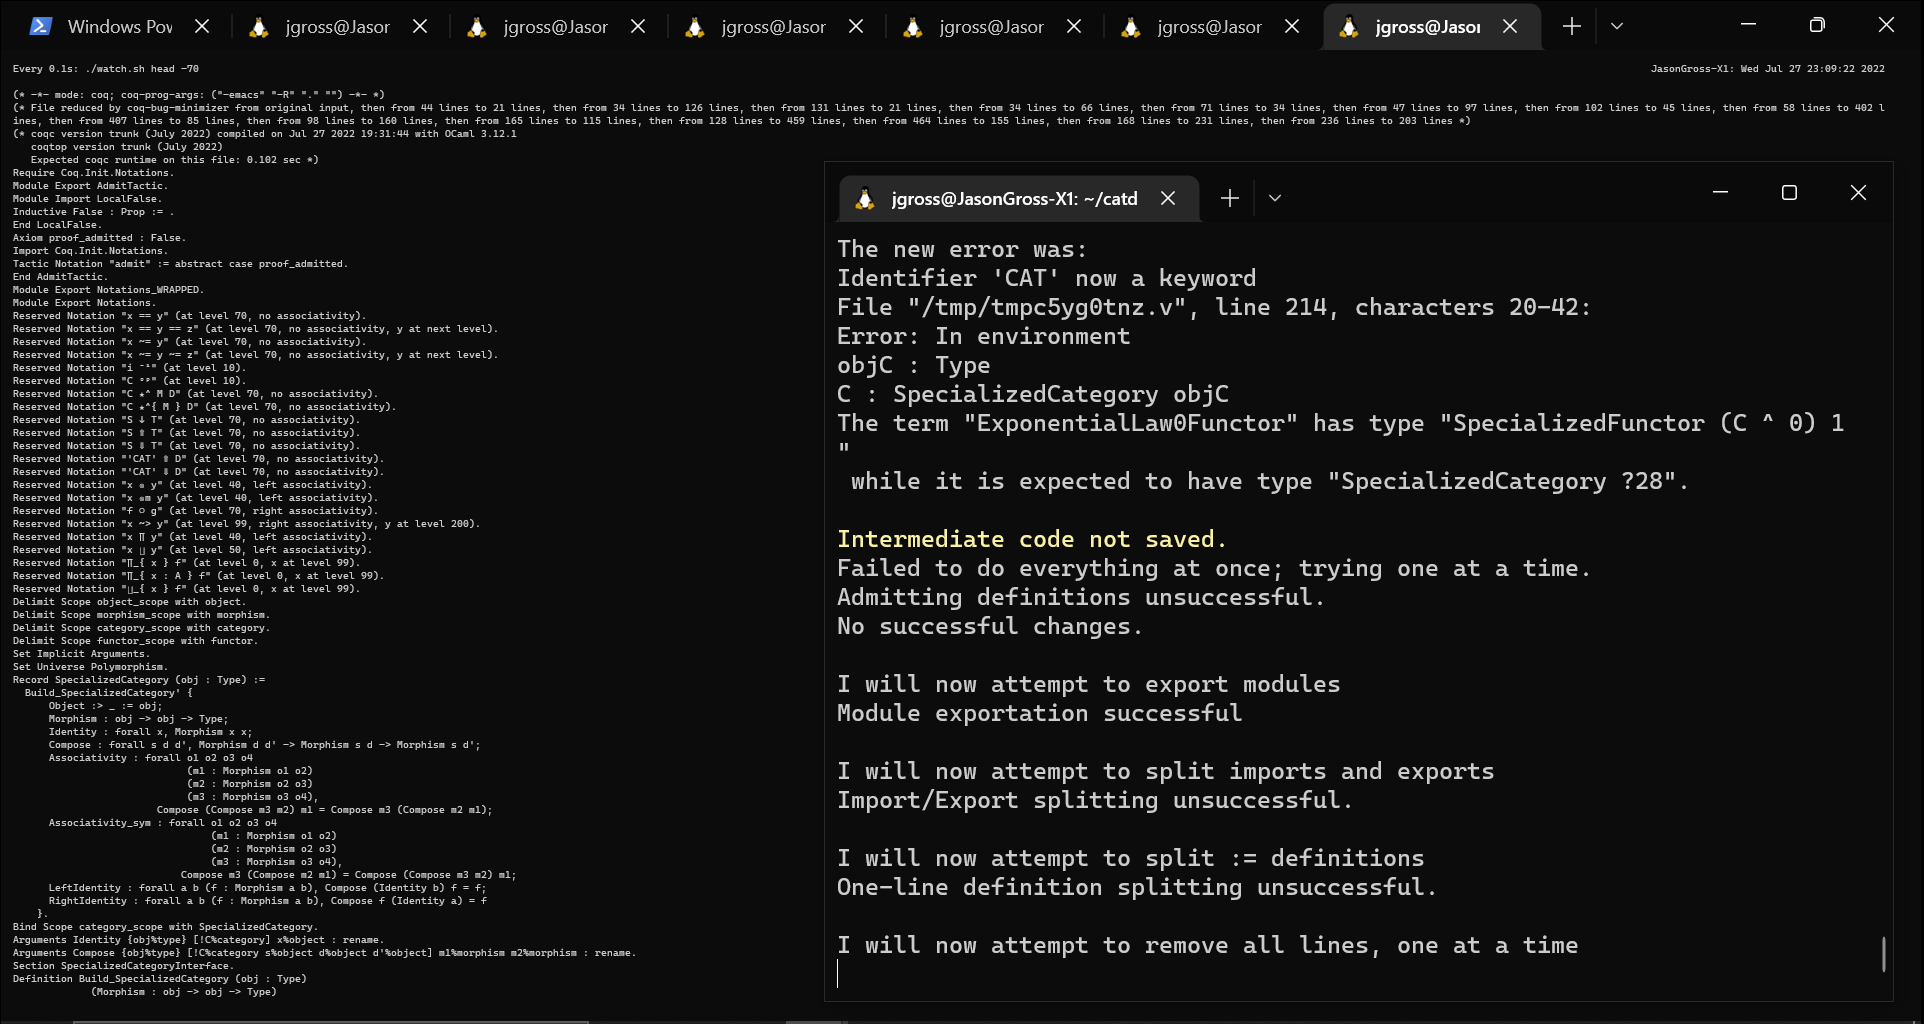 Windows Pov
jgross@Jasor
jgross@Jasor
jgross@Jasor
jgross@Jasor
jgross@Jasor
jgross@Jasor
Every 0.1s: ./watch.sh head -70
JasonGross-X1: Wed Jul 27 23:09:22 2022
(* -*- mode: coq; coq-prog-args: ("-emacs" "-R" "." "") -*- *)
(* File reduced by coq-bug-minimizer from original input, then from 44 lines to 21 lines, then from 34 lines to 126 lines, then from 131 lines to 21 lines, then from 34 lines to 66 lines, then from 71 lines to 34 lines, then from 47 lines to 97 lines, then from 102 lines to 45 lines, then from 58 lines to 402 l
ines, then from 407 lines to 85 lines, then from 98 lines to 160 lines, then from 165 lines to 115 lines, then from 128 lines to 459 lines, then from 464 lines to 155 lines, then from 168 lines to 231 lines, then from 236 lines to 203 lines *)
(* coqc version trunk (July 2022) compiled on Jul 27 2022 19:31:44 with OCaml 3.12.1
coqtop version trunk (July 2022)
Expected coqc runtime on this file: 0.102 sec *)
Require Coq.Init.Notations.
Module Export AdmitTactic.
Module Import LocalFalse.
Inductive False : Prop := .
End LocalFalse.
Axiom proof_admitted : False.
Import Coq.Init.Notations.
Tactic Notation "admit" := abstract case proof_admitted.
End AdmitTactic.
Module Export Notations_WRAPPED.
Module Export Notations.
Reserved Notation "x == y" (at level 70, no associativity).
Reserved Notation "x == y == z" (at level 70, no associativity, y at next level).
Reserved Notation "x ~= y" (at level 70, no associativity).
Reserved Notation "x ~= y ~= z" (at level 70, no associativity, y at next level).
Reserved Notation "i ⁻¹" (at level 10).
Reserved Notation "C ᵒᵖ" (at level 10).
Reserved Notation "C ★^ M D" (at level 70, no associativity).
Reserved Notation "C ★^{ M } D" (at level 70, no associativity).
Reserved Notation "S ↓ T" (at level 70, no associativity).
Reserved Notation "S ⇑ T" (at level 70, no associativity).
Reserved Notation "S ⇓ T" (at level 70, no associativity).
Reserved Notation "'CAT' ⇑ D" (at level 70, no associativity).
Reserved Notation "'CAT' ⇓ D" (at level 70, no associativity).
Reserved Notation "x ⊗ y" (at level 40, left associativity).
Reserved Notation "x ⊗m y" (at level 40, left associativity).
Reserved Notation "f ○ g" (at level 70, right associativity).
Reserved Notation "x ~> y" (at level 99, right associativity, y at level 200).
Reserved Notation "x ∏ y" (at level 40, left associativity).
Reserved Notation "x ∐ y" (at level 50, left associativity).
Reserved Notation "∏_{ x } f" (at level 0, x at level 99).
Reserved Notation "∏_{ x : A } f" (at level 0, x at level 99).
Reserved Notation "∐_{ x } f" (at level 0, x at level 99).
Delimit Scope object_scope with object.
Delimit Scope morphism_scope with morphism.
Delimit Scope category_scope with category.
Delimit Scope functor_scope with functor.
Set Implicit Arguments.
Set Universe Polymorphism.
Record SpecializedCategory (obj : Type) :=
Build_SpecializedCategory' {
Object :> _ := obj;
Morphism : obj -> obj -> Type;
Identity : forall x, Morphism x x;
Compose : forall s d d', Morphism d d' -> Morphism s d -> Morphism s d';
Associativity : forall o1 o2 o3 o4
(m1 : Morphism o1 o2)
(m2 : Morphism o2 o3)
(m3 : Morphism o3 o4),
Compose (Compose m3 m2) m1 = Compose m3 (Compose m2 m1);
Associativity_sym : forall o1 o2 o3 o4
(m1 : Morphism o1 o2)
(m2 : Morphism o2 o3)
(m3 : Morphism o3 o4),
Compose m3 (Compose m2 m1) = Compose (Compose m3 m2) m1;
LeftIdentity : forall a b (f : Morphism a b), Compose (Identity b) f = f;
RightIdentity : forall a b (f : Morphism a b), Compose f (Identity a) = f
}.
Bind Scope category_scope with SpecializedCategory.
Arguments Identity {obj%type} [!C%category] x%object : rename.
Arguments Compose {obj%type} [!C%category s%object d%object d'%object] m1%morphism m2%morphism : rename.
Section SpecializedCategoryInterface.
Definition Build_SpecializedCategory (obj : Type)
(Morphism : obj -> obj -> Type)
jgross@JasonGross-X1: ~/catd
The new error was:
Identifier 'CAT' now a keyword
File "/tmp/tmpc5yg0tnz.v", line 214, characters 20-42:
Error: In environment
objC : Type
C : SpecializedCategory objC
The term "ExponentialLaw0Functor" has type "SpecializedFunctor (C ^ 0) 1
"
while it is expected to have type "SpecializedCategory ?28".
Intermediate code not saved.
Failed to do everything at once; trying one at a time.
Admitting definitions unsuccessful.
No successful changes.
I will now attempt to export modules
Module exportation successful
I will now attempt to split imports and exports
Import/Export splitting unsuccessful.
I will now attempt to split := definitions
One-line definition splitting unsuccessful.
I will now attempt to remove all lines, one at a time